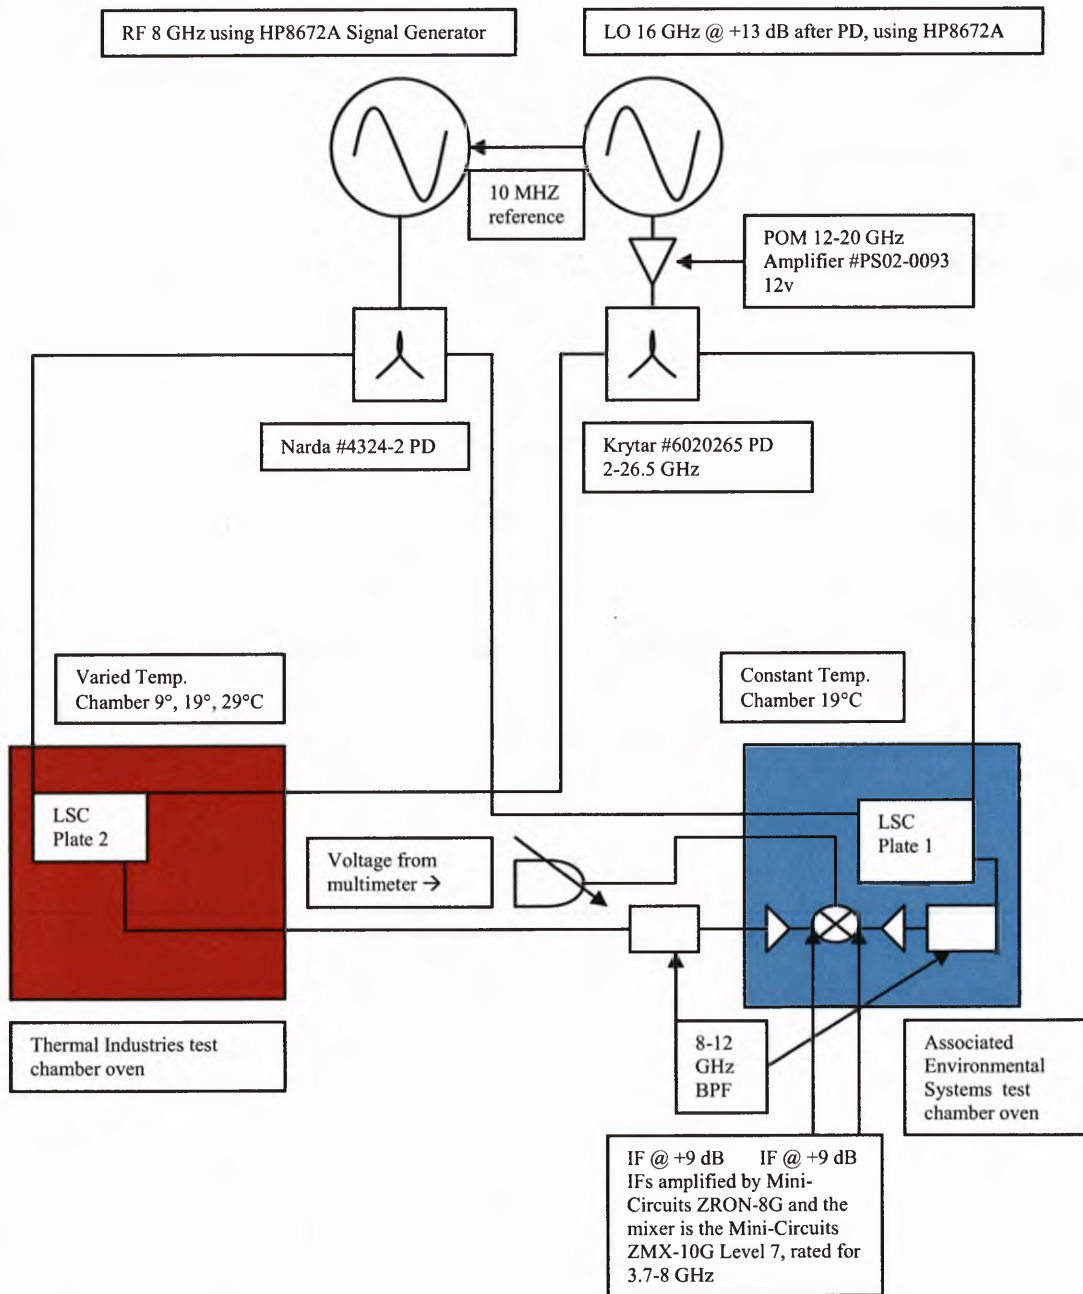 RF 8 GHz using HP8672A Signal Generator
LO 16 GHz @ +13 dB after PD, using HP8672A
10 MHZ
reference
POM 12-20 GHz
Amplifier #PS02-0093
12v
Narda #4324-2 PD
Krytar #6020265 PD
2-26.5 GHz
Varied Temp.
Chamber 9°, 19°, 29°C
Constant Temp.
Chamber 19°C
LSC
Plate 2
LSC
Plate 1
Voltage from
multimeter →
Thermal Industries test
chamber oven
8-12
GHz
BPF
Associated
Environmental
Systems test
chamber oven
IF @ +9 dB IF @ +9 dB
IFs amplified by Mini-
Circuits ZRON-8G and the
mixer is the Mini-Circuits
ZMX-10G Level 7, rated for
3.7-8 GHz